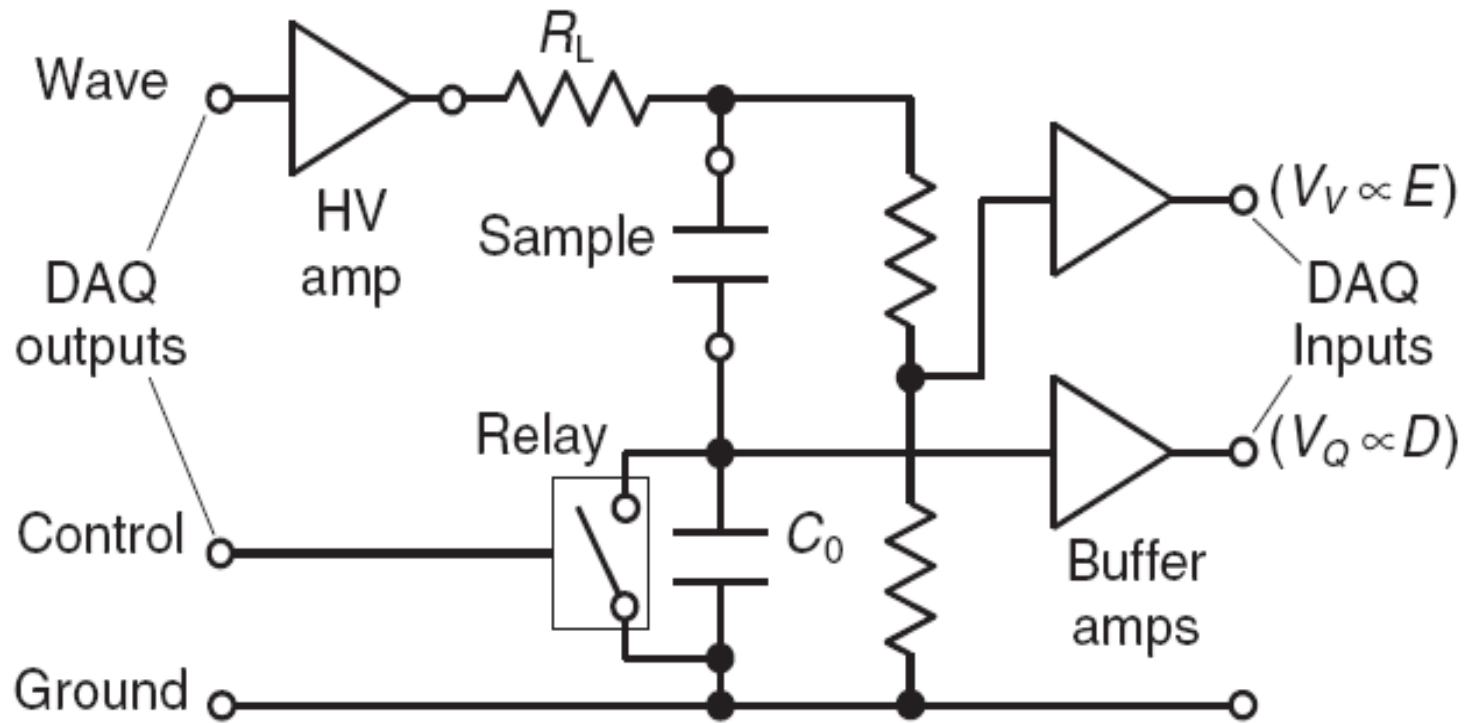 Wave
R_L
HV
amp
Sample
DAQ
outputs
(V_V ∝ E)
DAQ
Inputs
Relay
(V_Q ∝ D)
Control
C_0
Buffer
amps
Ground